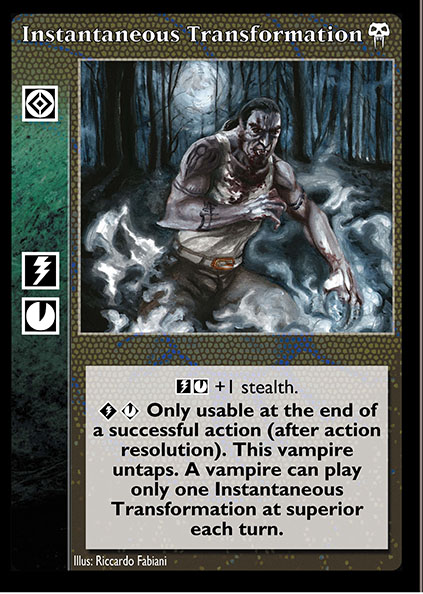 Instantaneous Transformation
+1 stealth.
Only usable at the end of
a successful action (after action
resolution). This vampire
untaps. A vampire can play
only one Instantaneous
Transformation at superior
each turn.
Illus: Riccardo Fabiani